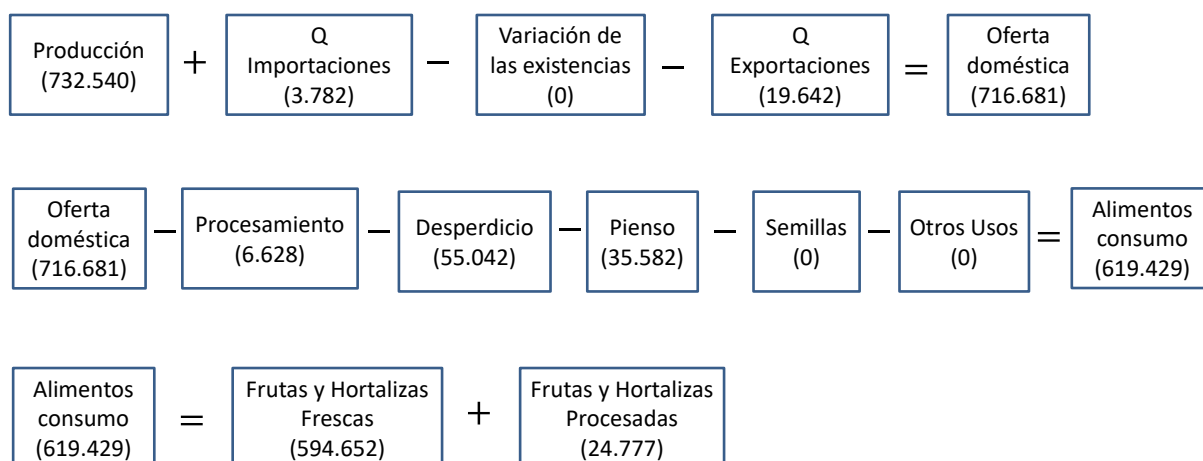 Producción
(732.540)
+
Q
Importaciones
(3.782)
−
Variación de
las existencias
(0)
−
Q
Exportaciones
(19.642)
=
Oferta
doméstica
(716.681)
Oferta
doméstica
(716.681)
−
Procesamiento
(6.628)
−
Desperdicio
(55.042)
−
Pienso
(35.582)
−
Semillas
(0)
−
Otros Usos
(0)
=
Alimentos
consumo
(619.429)
Alimentos
consumo
(619.429)
=
Frutas y Hortalizas
Frescas
(594.652)
+
Frutas y Hortalizas
Procesadas
(24.777)